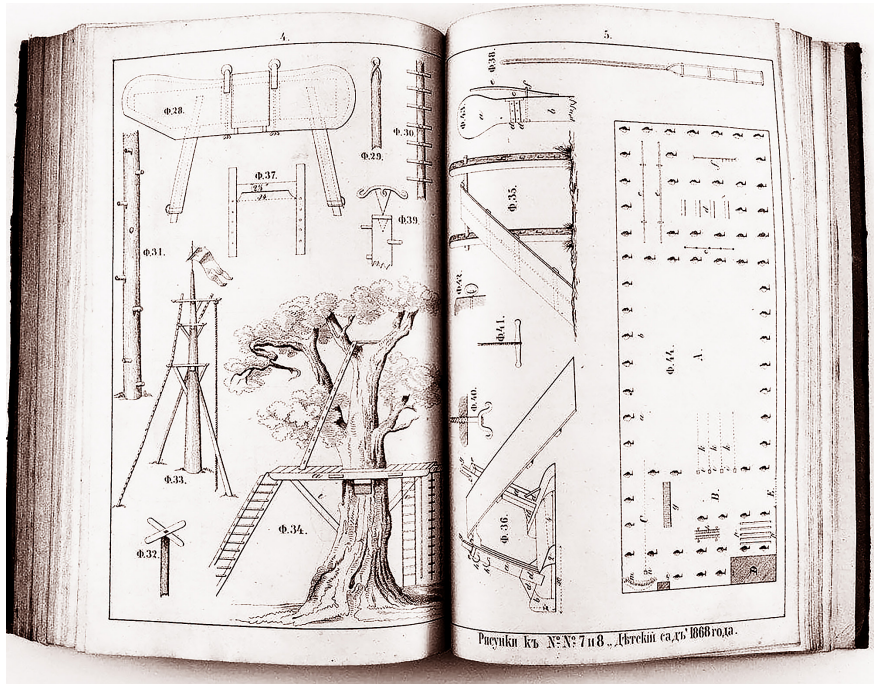 4.
Ф.28.
Ф.29.
Ф.30.
Ф.37.
Ф.39.
Ф.31.
Ф.33.
Ф.34.
Ф.32.
5.
Ф.38.
Ф.43.
a
b
Ф.35.
Ф.42.
Ф.41.
Ф.40.
Ф.36.
Ф.44.
A.
B.
C
E.
D
g
Рисунки къ №№ 7 и 8 „Дѣтскій садъ" 1868 года.